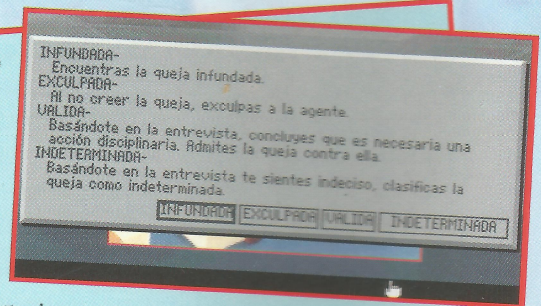 INFUNDADA-
Encuentras la queja infundada.
EXCULPADA-
Al no creer la queja, exculpas a la agente.
VALIDA-
Basándote en la entrevista, concluyes que es necesaria una
acción disciplinaria. Admites la queja contra ella.
INDETERMINADA-
Basándote en la entrevista te sientes indeciso, clasificas la
queja como indeterminada.
INFUNDADA EXCULPADA VALIDA INDETERMINADA